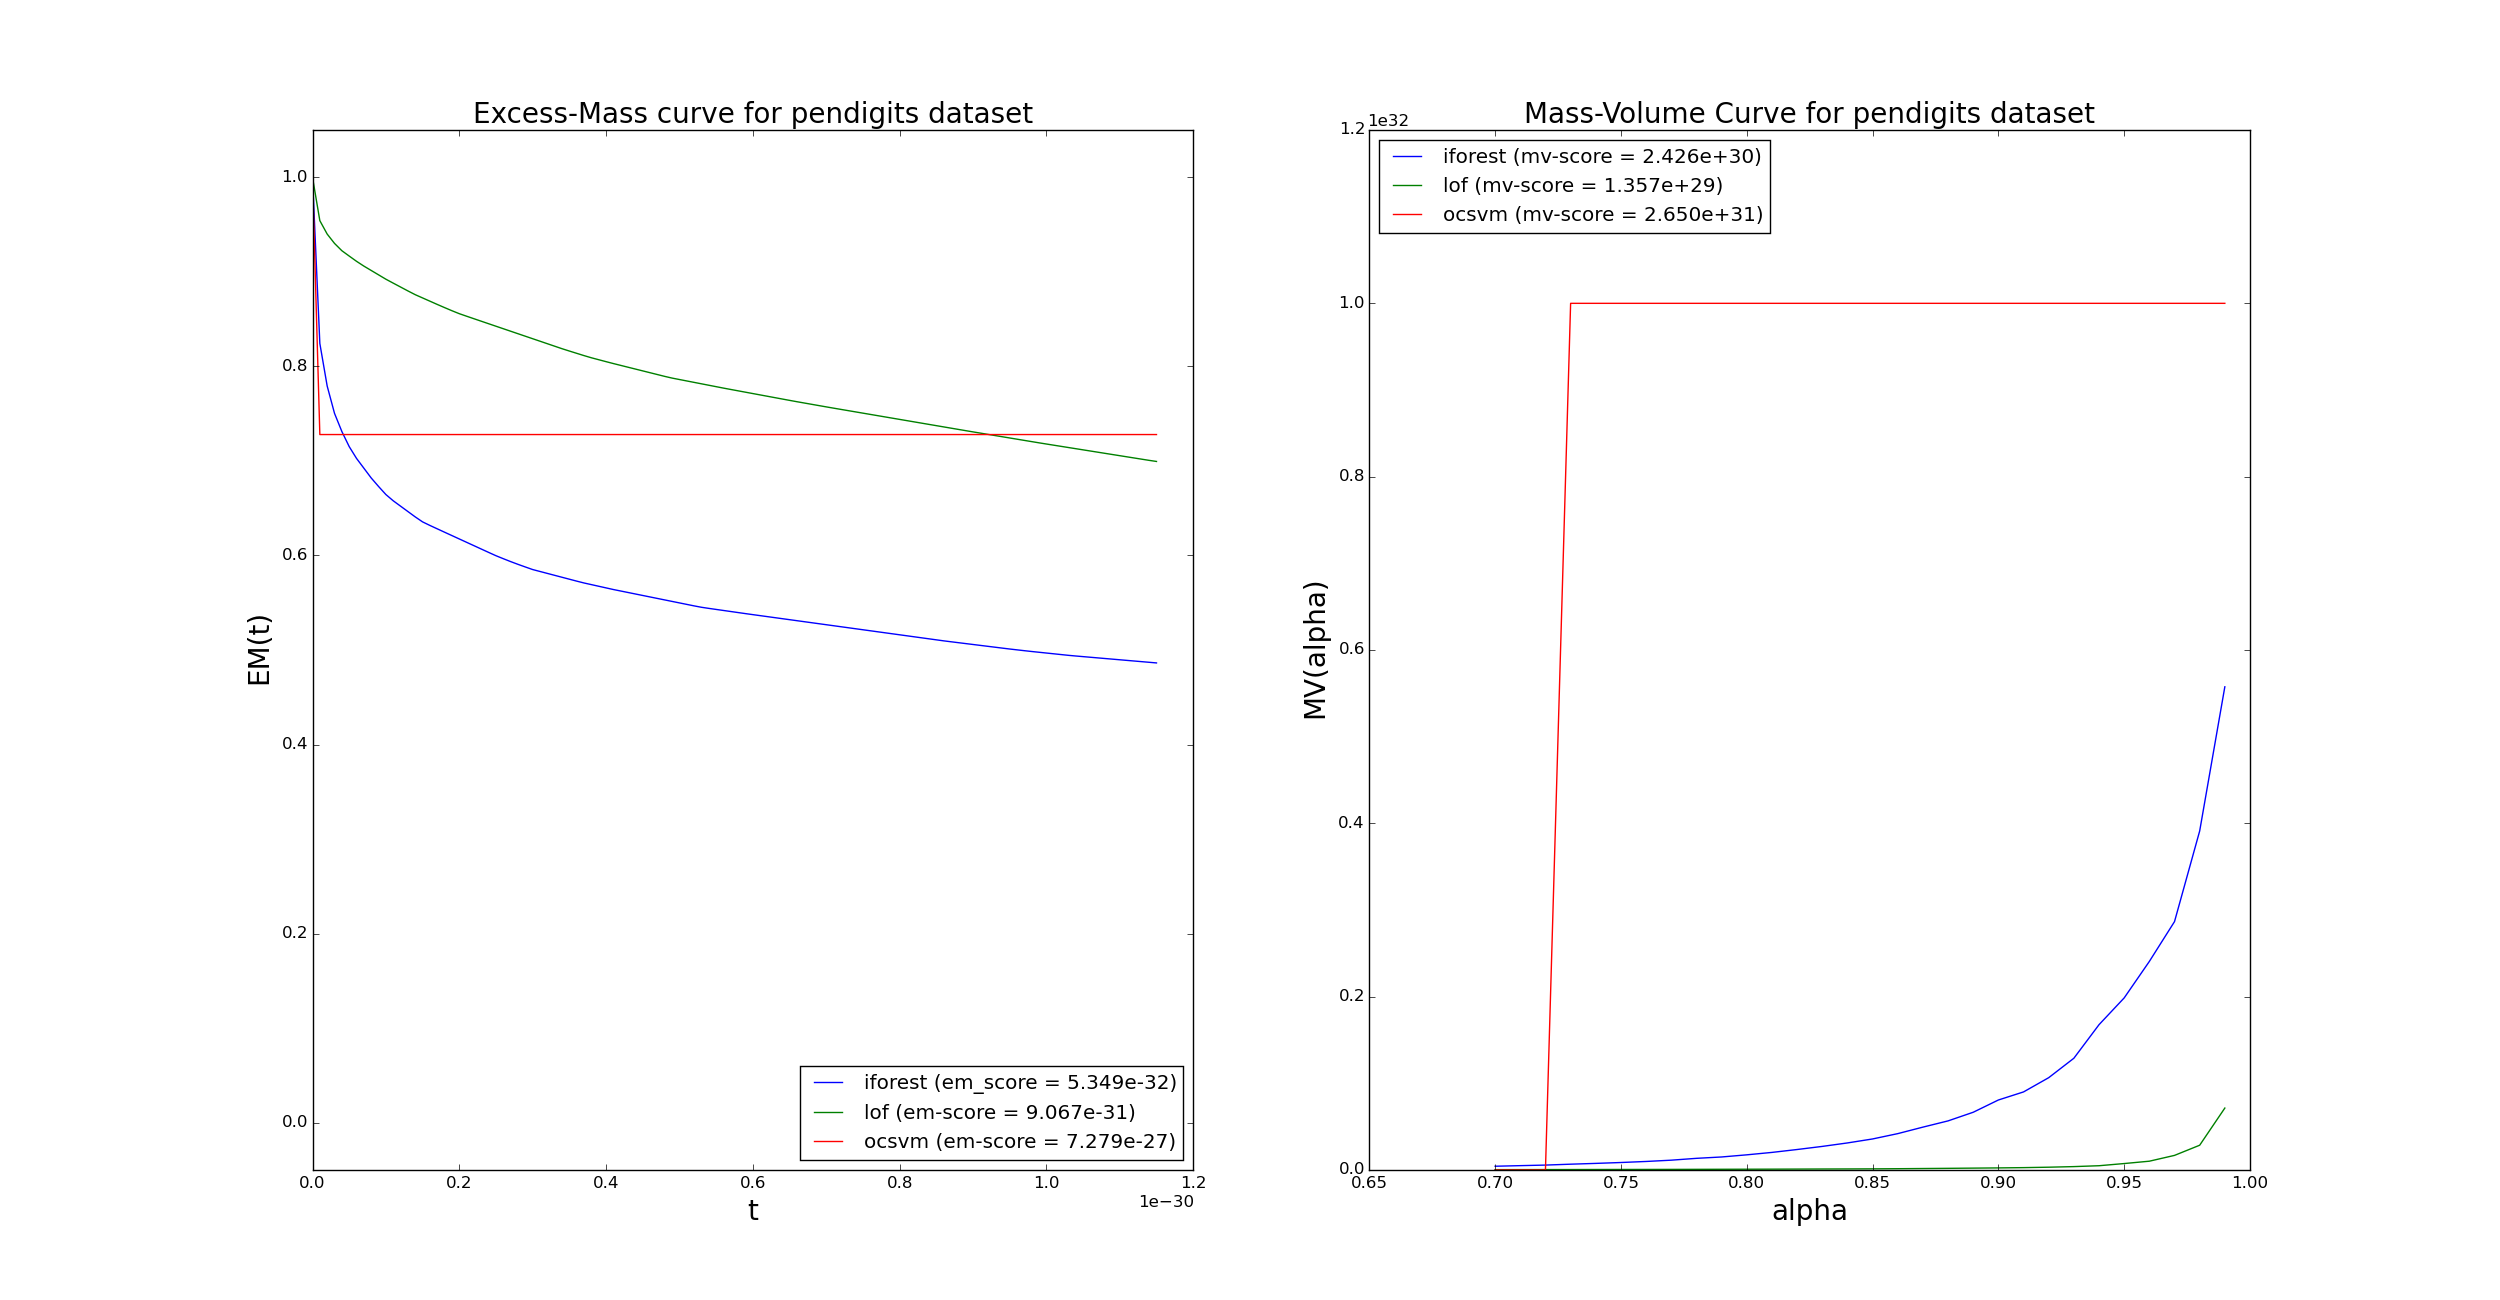 Excess-Mass curve for pendigits dataset
1.0
0.8
0.6
0.4
0.2
0.0
EM(t)
iforest (em_score = 5.349e-32)
lof (em-score = 9.067e-31)
ocsvm (em-score = 7.279e-27)
0.0 0.2 0.4 0.6 0.8 1.0 1.2
1e−30
t
Mass-Volume Curve for pendigits dataset
1e32
1.2
1.0
0.8
0.6
0.4
0.2
0.0
MV(alpha)
iforest (mv-score = 2.426e+30)
lof (mv-score = 1.357e+29)
ocsvm (mv-score = 2.650e+31)
0.65 0.70 0.75 0.80 0.85 0.90 0.95 1.00
alpha